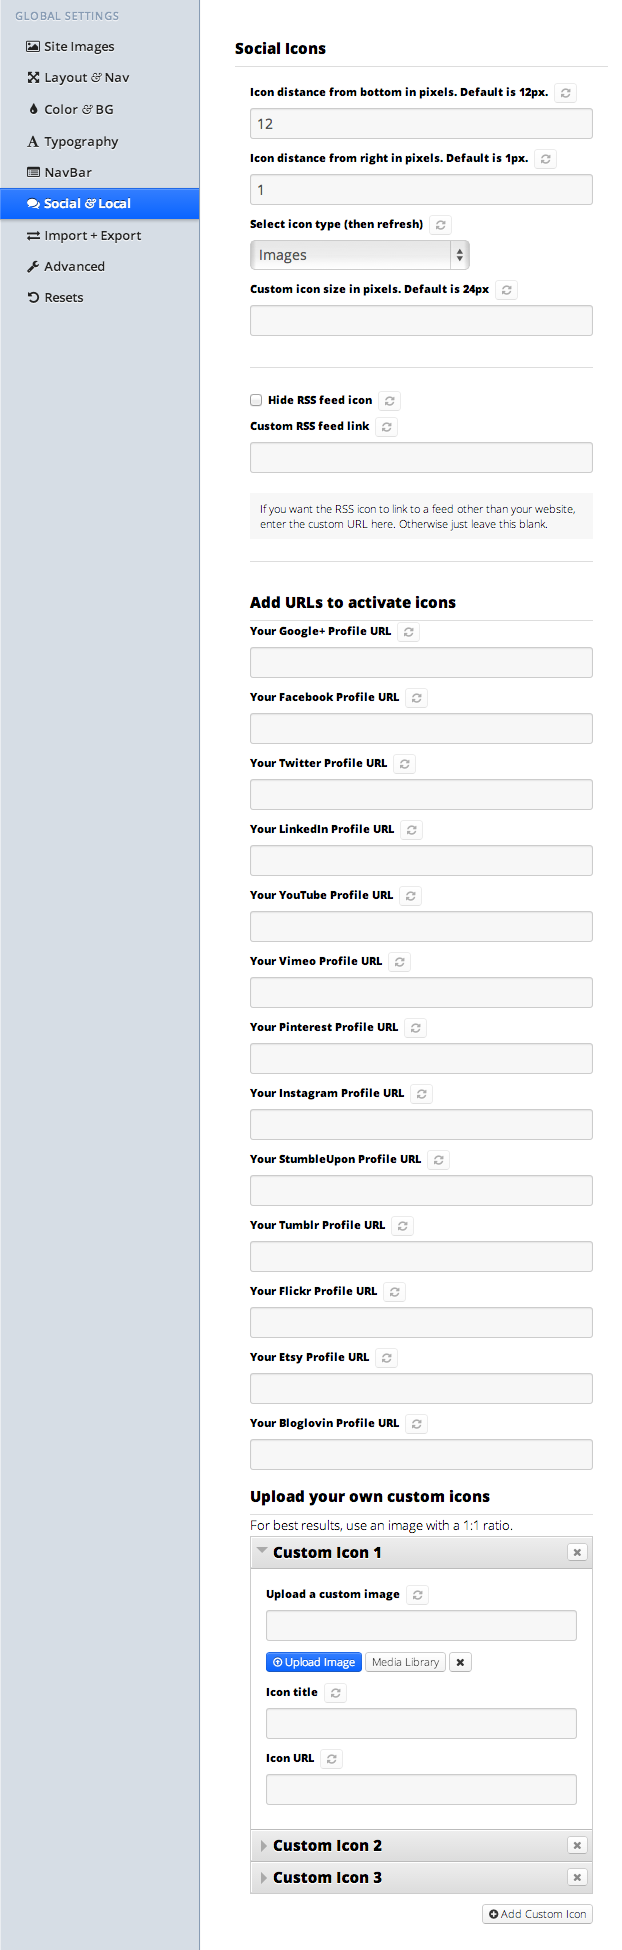 GLOBAL SETTINGS
Site Images
Layout & Nav
Color & BG
Typography
NavBar
Social & Local
Import + Export
Advanced
Resets
Social Icons
Icon distance from bottom in pixels. Default is 12px.
12
Icon distance from right in pixels. Default is 1px.
1
Select icon type (then refresh)
Images
Custom icon size in pixels. Default is 24px
Hide RSS feed icon
Custom RSS feed link
If you want the RSS icon to link to a feed other than your website,
enter the custom URL here. Otherwise just leave this blank.
Add URLs to activate icons
Your Google+ Profile URL
Your Facebook Profile URL
Your Twitter Profile URL
Your LinkedIn Profile URL
Your YouTube Profile URL
Your Vimeo Profile URL
Your Pinterest Profile URL
Your Instagram Profile URL
Your StumbleUpon Profile URL
Your Tumblr Profile URL
Your Flickr Profile URL
Your Etsy Profile URL
Your Bloglovin Profile URL
Upload your own custom icons
For best results, use an image with a 1:1 ratio.
Custom Icon 1
Upload a custom image
Upload Image Media Library
Icon title
Icon URL
Custom Icon 2
Custom Icon 3
Add Custom Icon